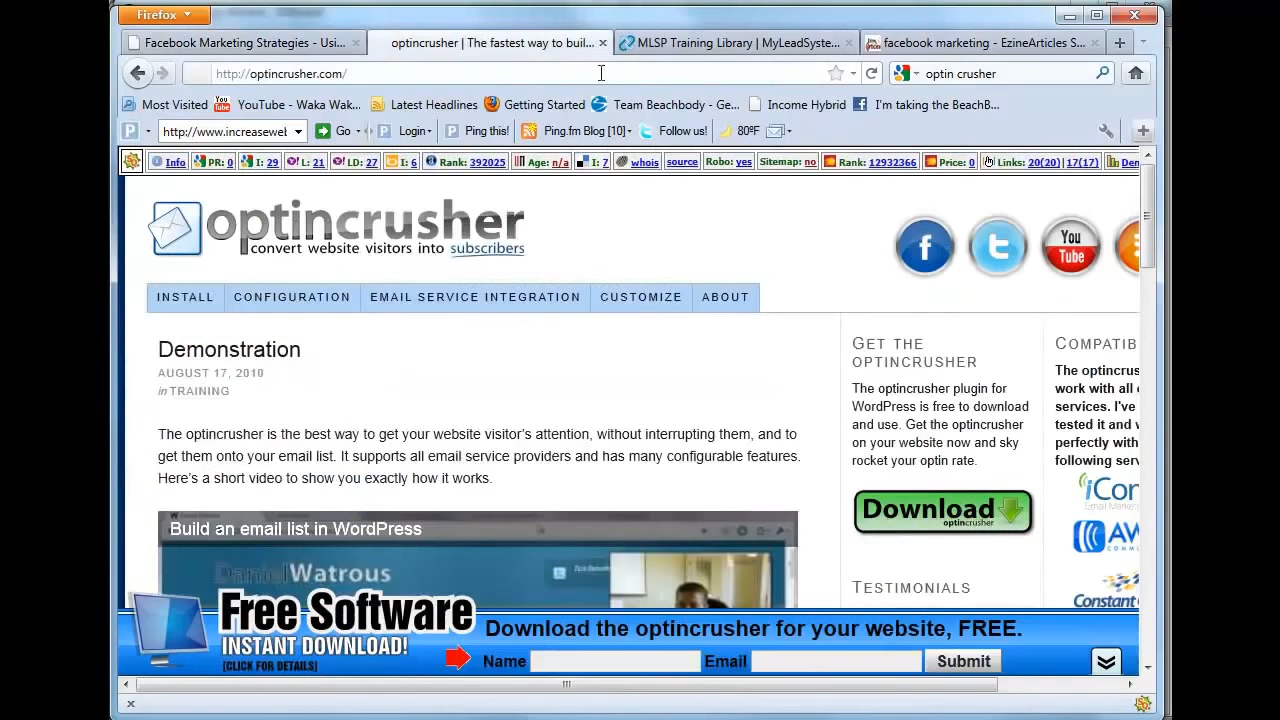 Firefox
Facebook Marketing Strategies - Usi...
optincrusher | The fastest way to buil...
MLSP Training Library | MyLeadSyste...
facebook marketing - EzineArticles S...
http://optincrusher.com/
optin crusher
Most Visited
YouTube - Waka Wak...
Latest Headlines
Getting Started
Team Beachbody - Ge...
Income Hybrid
I'm taking the BeachB...
http://www.increasewel
Go
Login
Ping this!
Ping.fm Blog [10]
Follow us!
80ºF
Info
PR: 0
I: 29
L: 21
LD: 27
I: 6
Rank: 392025
Age: n/a
I: 7
whois
source
Robo: yes
Sitemap: no
Rank: 12932366
Price: 0
Links: 20(20) | 17(17)
Den
optincrusher
convert website visitors into subscribers
You
Tube
INSTALL
CONFIGURATION
EMAIL SERVICE INTEGRATION
CUSTOMIZE
ABOUT
Demonstration
AUGUST 17, 2010
in TRAINING
The optincrusher is the best way to get your website visitor's attention, without interrupting them, and to
get them onto your email list. It supports all email service providers and has many configurable features.
Here's a short video to show you exactly how it works.
Build an email list in WordPress
DanielWatrous
GET THE
OPTINCRUSHER
The optincrusher plugin for
WordPress is free to download
and use. Get the optincrusher
on your website now and sky
rocket your optin rate.
Download
optincrusher
TESTIMONIALS
COMPATIB
The optincrus
work with all
services. I've
tested it and
perfectly with
following serv
iCon
Email Marke
AW
COMM
Constant
Free Software
INSTANT DOWNLOAD!
[CLICK FOR DETAILS]
Download the optincrusher for your website, FREE.
Name
Email
Submit